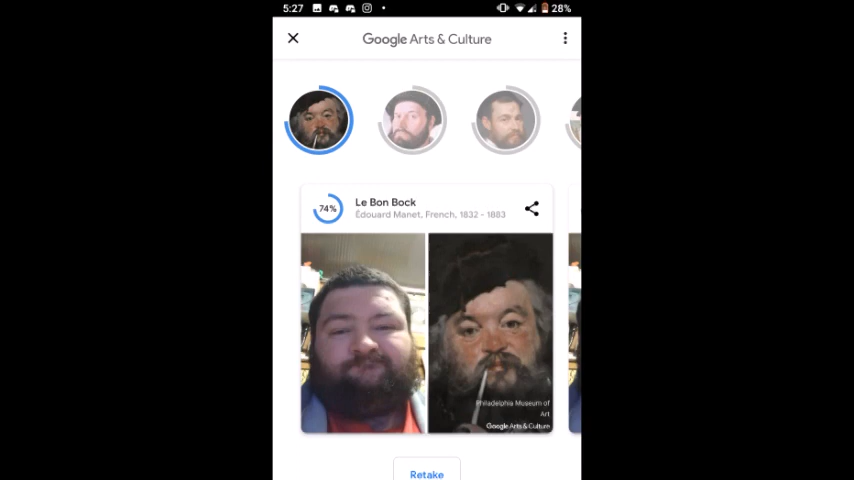 5:27
28%
Google Arts & Culture
74%
Le Bon Bock
Édouard Manet, French, 1832 - 1883
Philadelphia Museum of
Art
Google Arts & Culture
Retake